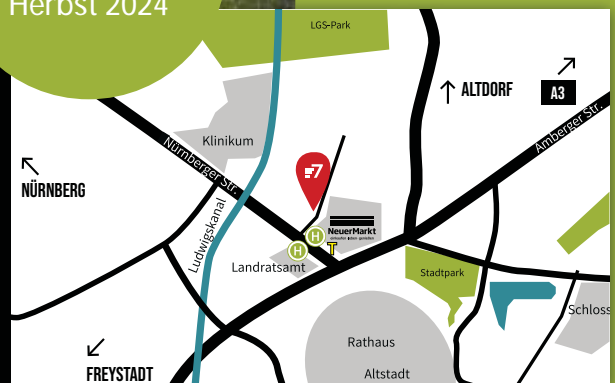 Herbst 2024
LGS-Park
ALTDORF
A3
Amberger Str.
Klinikum
Nürnberger Str.
NÜRNBERG
7
NeuerMarkt
Ludwigskanal
H
H
T
Landratsamt
Stadtpark
Schloss
FREYSTADT
Rathaus
Altstadt